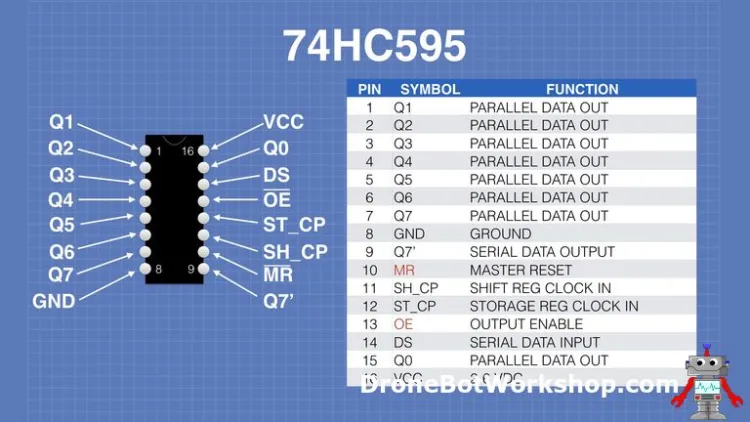 74HC595
Q1
Q2
Q3
Q4
Q5
Q6
Q7
GND
1 16
8 9
VCC
Q0
DS
OE
ST_CP
SH_CP
MR
Q7'
PIN SYMBOL FUNCTION
1 Q1 PARALLEL DATA OUT
2 Q2 PARALLEL DATA OUT
3 Q3 PARALLEL DATA OUT
4 Q4 PARALLEL DATA OUT
5 Q5 PARALLEL DATA OUT
6 Q6 PARALLEL DATA OUT
7 Q7 PARALLEL DATA OUT
8 GND GROUND
9 Q7' SERIAL DATA OUTPUT
10 MR MASTER RESET
11 SH_CP SHIFT REG CLOCK IN
12 ST_CP STORAGE REG CLOCK IN
13 OE OUTPUT ENABLE
14 DS SERIAL DATA INPUT
15 Q0 PARALLEL DATA OUT
16 VCC VDC
DroneBotWorkshop.com